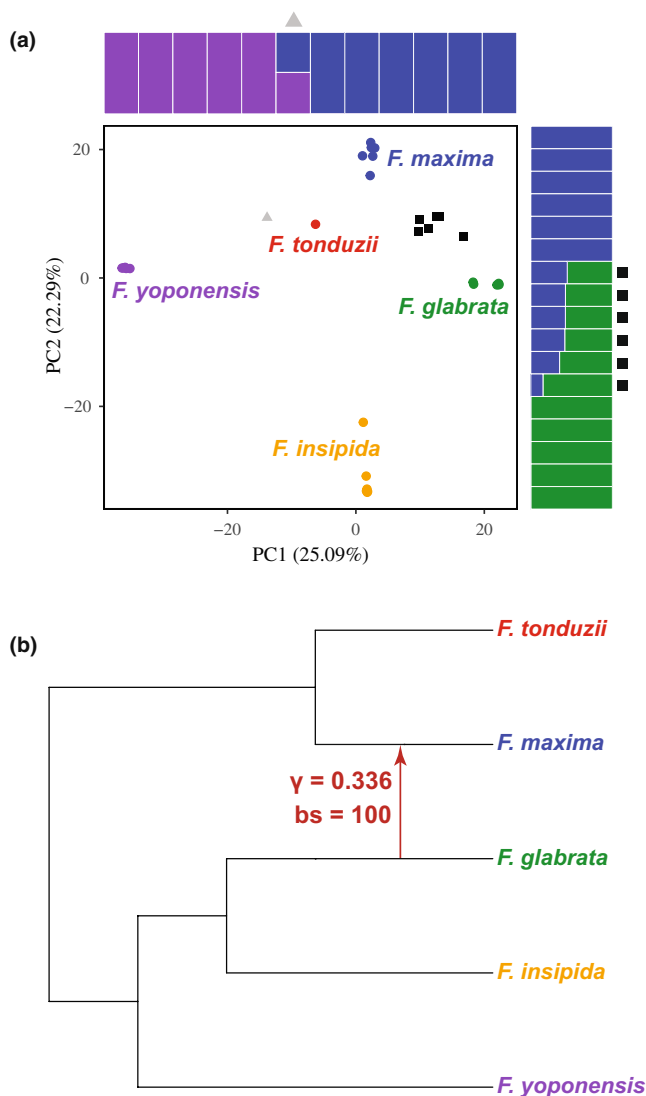 (a)
20
F. maxima
F. tonduzii
0
F. yoponensis
F. glabrata
PC2 (22.29%)
−20
F. insipida
−20
0
20
PC1 (25.09%)
(b)
F. tonduzii
F. maxima
γ = 0.336
bs = 100
F. glabrata
F. insipida
F. yoponensis